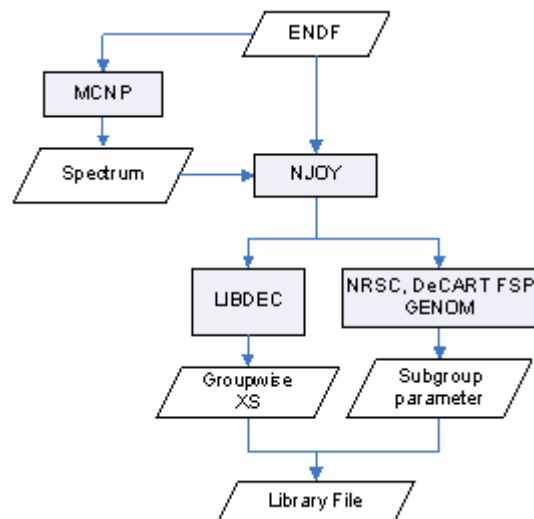 ENDF
MCNP
Spectrum
NJOY
LIBDEC
NRSC, DeCART FSP
GENOM
Groupwise
XS
Subgroup
parameter
Library File